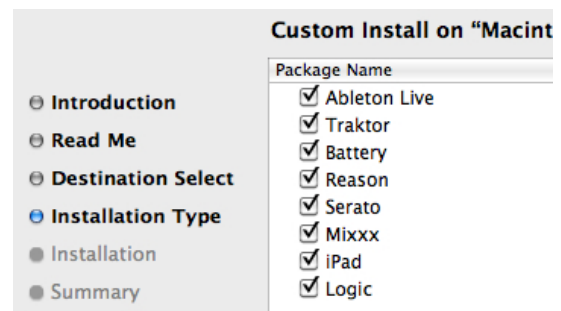 Custom Install on “Macint
Package Name
Introduction
Read Me
Destination Select
Installation Type
Installation
Summary
Ableton Live
Traktor
Battery
Reason
Serato
Mixxx
iPad
Logic